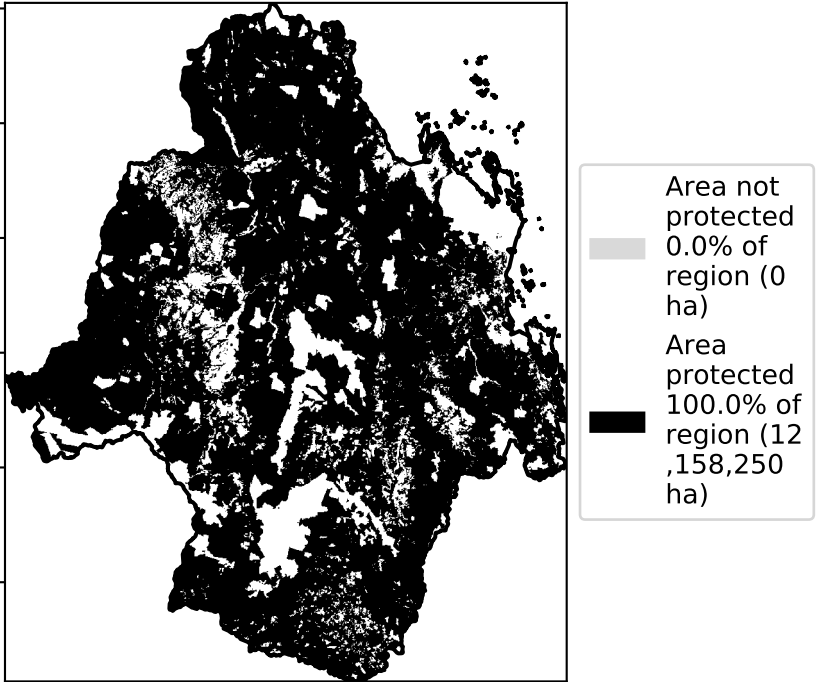 Area not
protected
0.0% of
region (0
ha)
Area
protected
100.0% of
region (12
,158,250
ha)